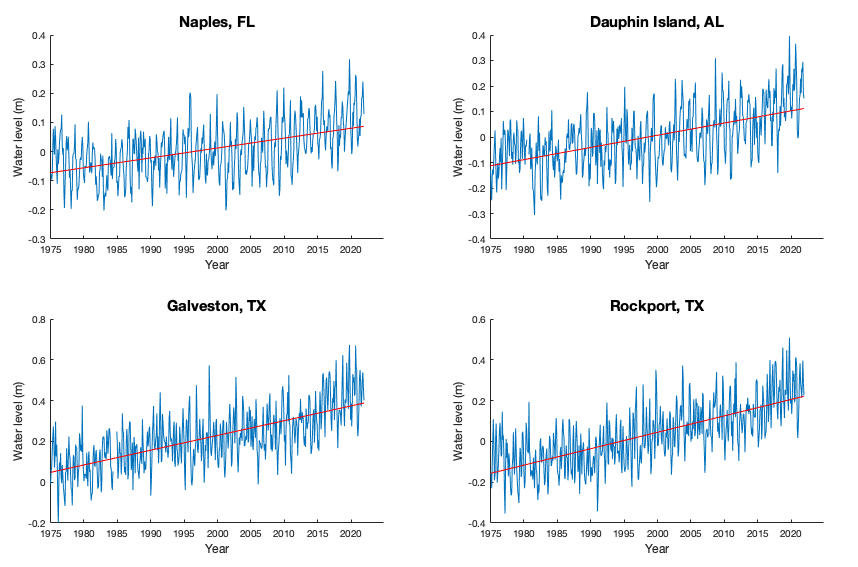 Naples, FL
0.4
0.3
0.2
0.1
0
-0.1
-0.2
-0.3
Water level (m)
1975 1980 1985 1990 1995 2000 2005 2010 2015 2020
Year
Dauphin Island, AL
0.4
0.3
0.2
0.1
0
-0.1
-0.2
-0.3
-0.4
Water level (m)
1975 1980 1985 1990 1995 2000 2005 2010 2015 2020
Year
Galveston, TX
0.8
0.6
0.4
0.2
0
-0.2
Water level (m)
1975 1980 1985 1990 1995 2000 2005 2010 2015 2020
Year
Rockport, TX
0.6
0.4
0.2
0
-0.2
-0.4
Water level (m)
1975 1980 1985 1990 1995 2000 2005 2010 2015 2020
Year